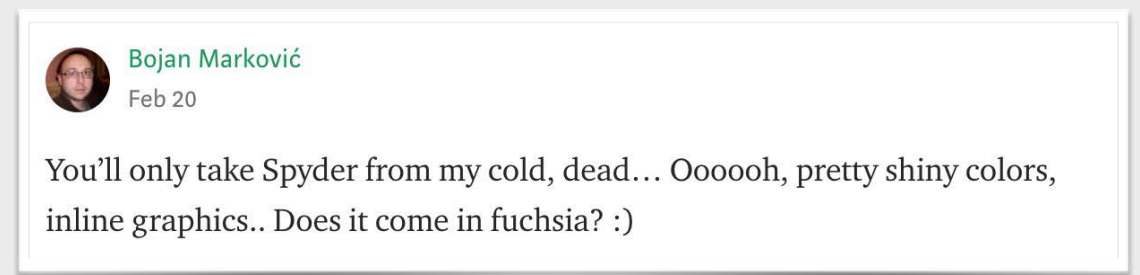 Bojan Marković
Feb 20
You’ll only take Spyder from my cold, dead… Oooooh, pretty shiny colors,
inline graphics.. Does it come in fuchsia? :)